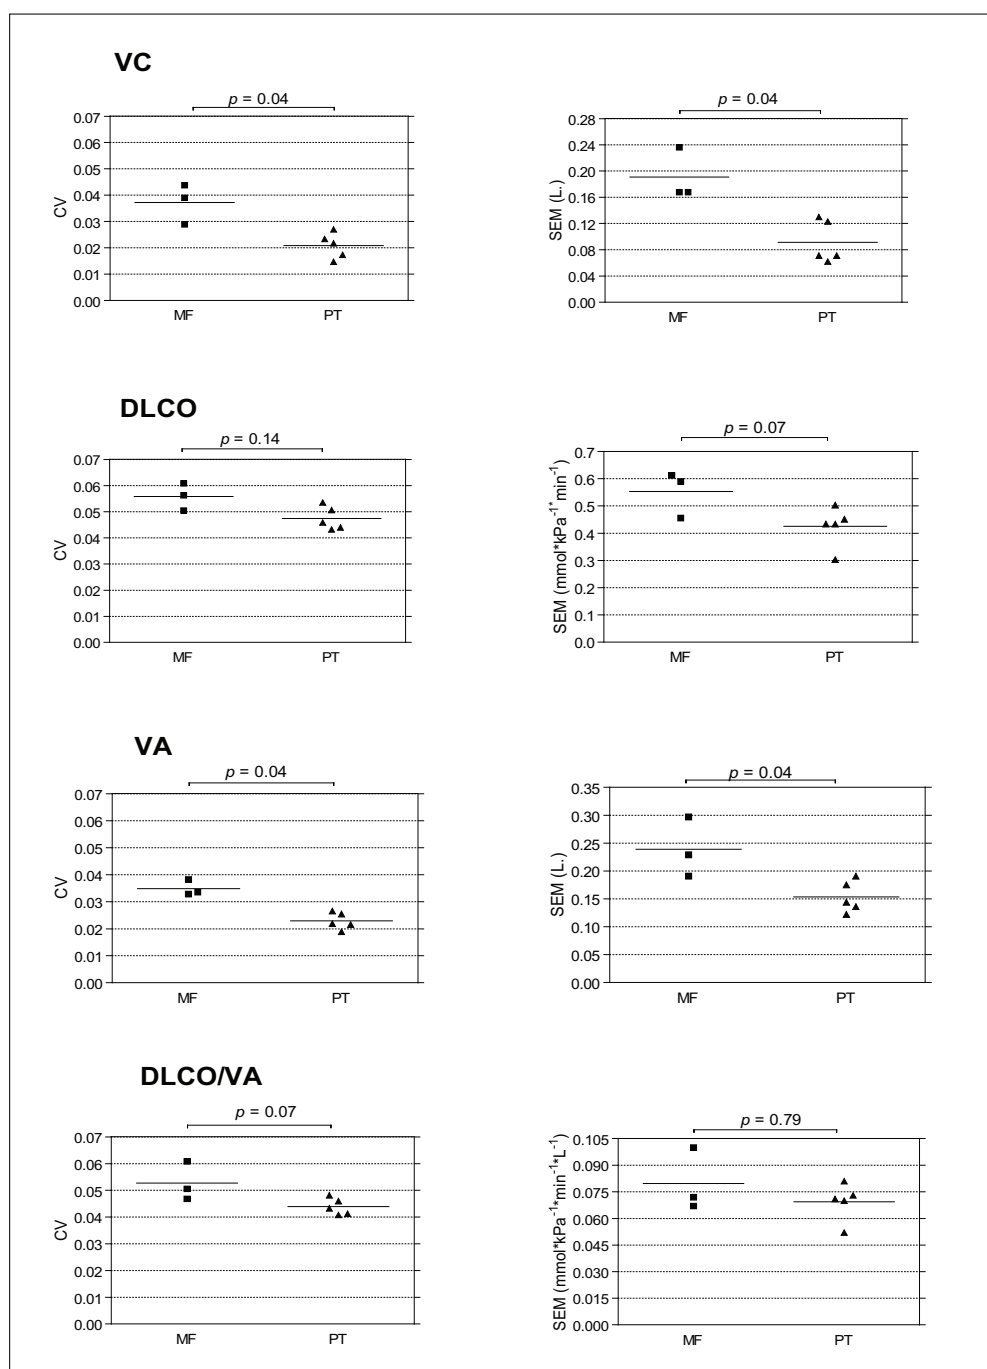 VC
p = 0.04
0.07
0.06
0.05
0.04
0.03
0.02
0.01
0.00
CV
MF PT
p = 0.04
0.28
0.24
0.20
0.16
0.12
0.08
0.04
0.00
SEM (L.)
MF PT
DLCO
p = 0.14
0.07
0.06
0.05
0.04
0.03
0.02
0.01
0.00
CV
MF PT
p = 0.07
0.7
0.6
0.5
0.4
0.3
0.2
0.1
0.0
SEM (mmol*kPa⁻¹*min⁻¹)
MF PT
VA
p = 0.04
0.07
0.06
0.05
0.04
0.03
0.02
0.01
0.00
CV
MF PT
p = 0.04
0.35
0.30
0.25
0.20
0.15
0.10
0.05
0.00
SEM (L.)
MF PT
DLCO/VA
p = 0.07
0.07
0.06
0.05
0.04
0.03
0.02
0.01
0.00
CV
MF PT
p = 0.79
0.105
0.090
0.075
0.060
0.045
0.030
0.015
0.000
SEM (mmol*kPa⁻¹*min⁻¹*L⁻¹)
MF PT